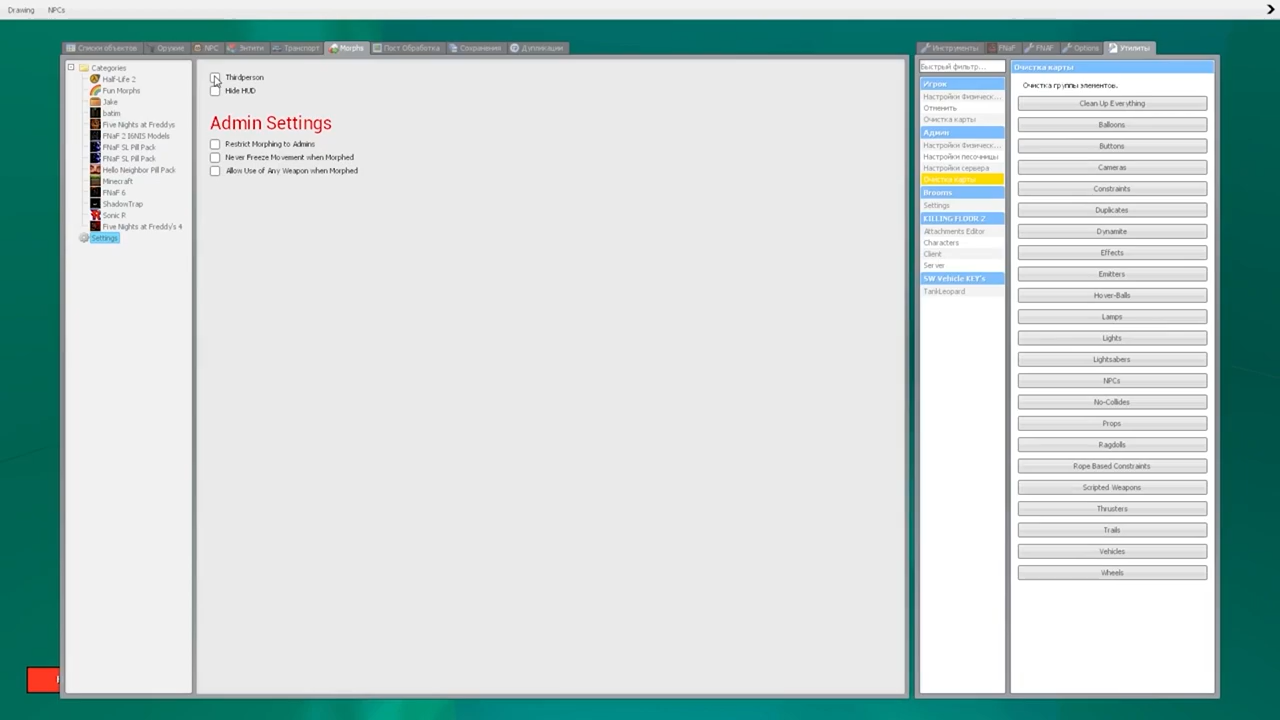 Drawing NPCs
Списки объектов Оружие NPC Энтити Транспорт Morphs Пост Обработка Сохранения Дупликации
Categories
Half-Life 2
Fun Morphs
Jake
batim
Five Nights at Freddys
FNaF 2 IGNIS Models
FNaF SL Pill Pack
FNaF SL Pill Pack
Hello Neighbor Pill Pack
Minecraft
FNaF 6
ShadowTrap
Sonic R
Five Nights at Freddy's 4
Settings
Thirdperson
Hide HUD
Admin Settings
Restrict Morphing to Admins
Never Freeze Movement when Morphed
Allow Use of Any Weapon when Morphed
Инструменты FNaF FNAF Options Утилиты
Быстрый фильтр...
Игрок
Настройки Физическ...
Отменить
Очистка карты
Админ
Настройки Физическ...
Настройки песочницы
Настройки сервера
Очистка карты
Brooms
Settings
KILLING FLOOR 2
Attachments Editor
Characters
Client
Server
SW Vehicle KEY's
TankLeopard
Очистка карты
Очистка группы элементов.
Clean Up Everything
Balloons
Buttons
Cameras
Constraints
Duplicates
Dynamite
Effects
Emitters
Hover-Balls
Lamps
Lights
Lightsabers
NPCs
No-Collides
Props
Ragdolls
Rope Based Constraints
Scripted Weapons
Thrusters
Trails
Vehicles
Wheels